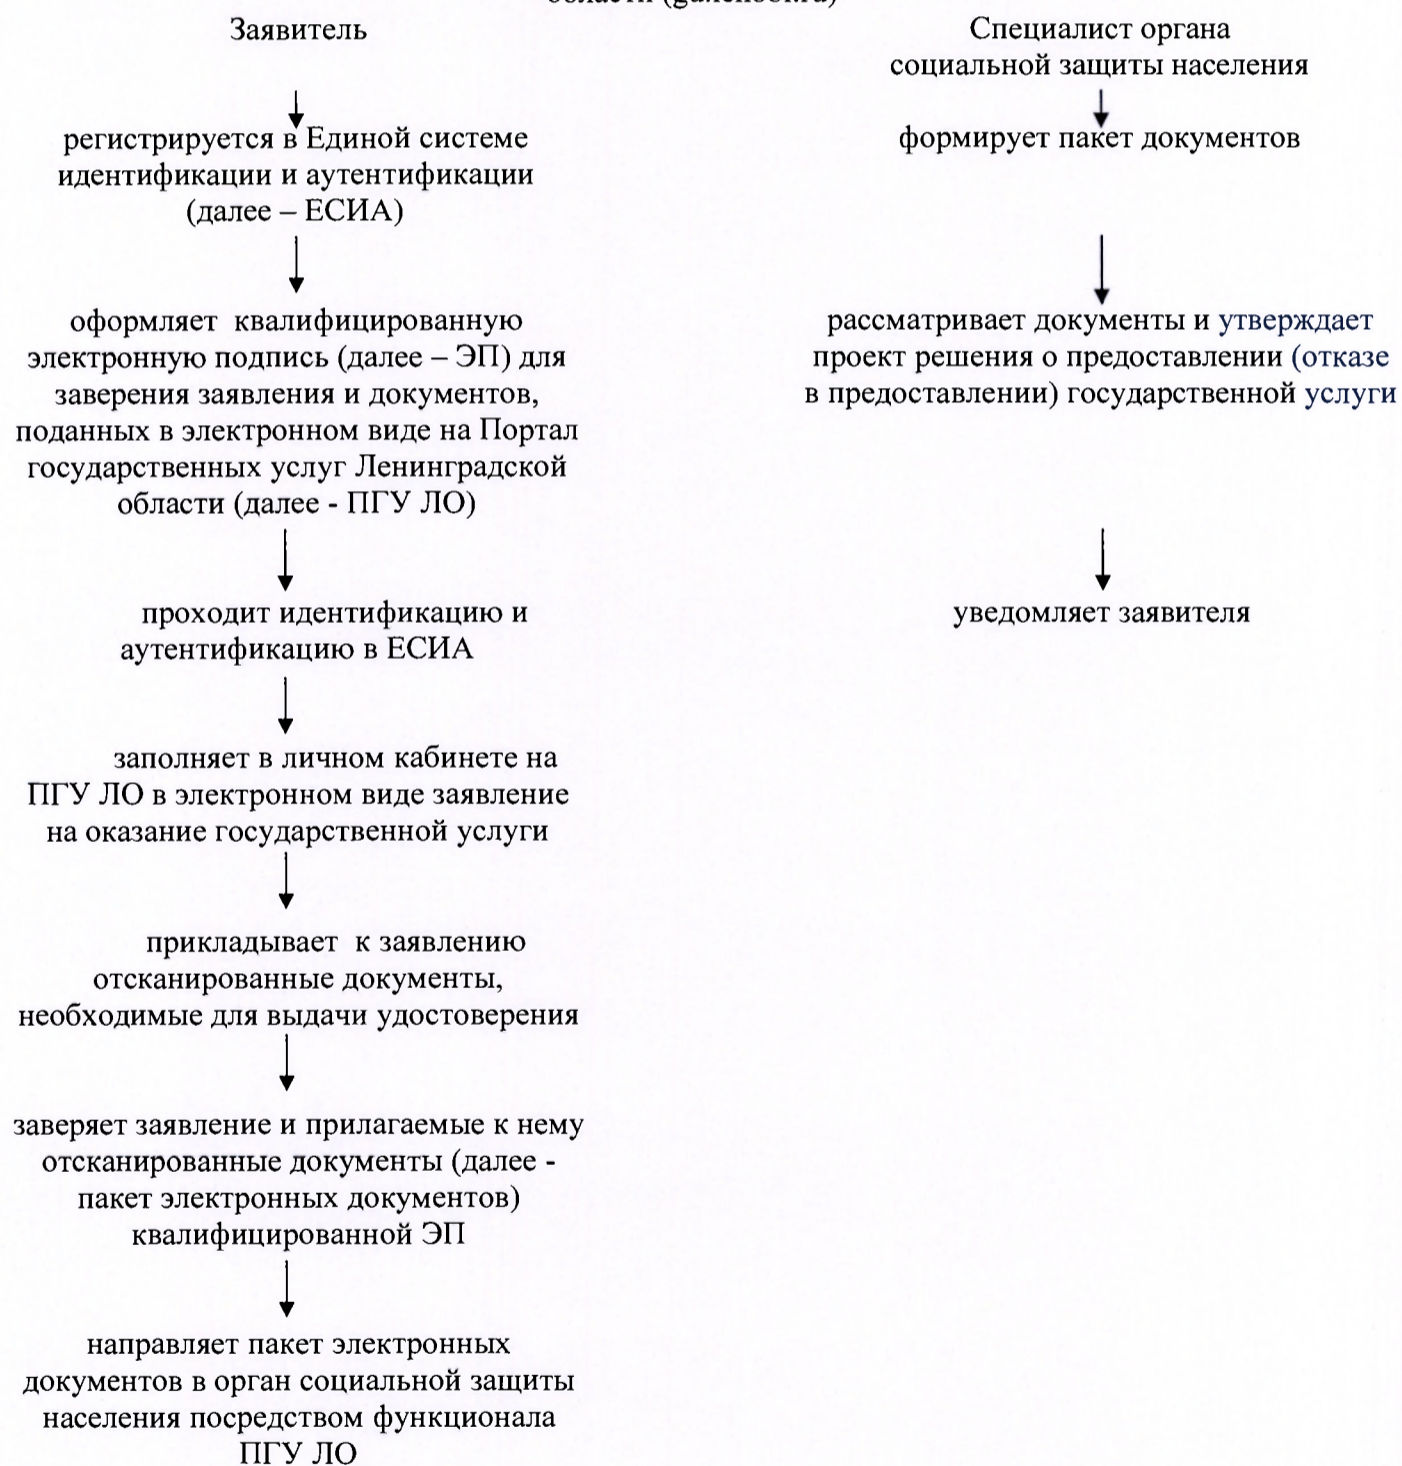 Заявитель
регистрируется в Единой системе
идентификации и аутентификации
(далее – ЕСИА)
оформляет квалифицированную
электронную подпись (далее – ЭП) для
заверения заявления и документов,
поданных в электронном виде на Портал
государственных услуг Ленинградской
области (далее - ПГУ ЛО)
проходит идентификацию и
аутентификацию в ЕСИА
заполняет в личном кабинете на
ПГУ ЛО в электронном виде заявление
на оказание государственной услуги
прикладывает к заявлению
отсканированные документы,
необходимые для выдачи удостоверения
заверяет заявление и прилагаемые к нему
отсканированные документы (далее -
пакет электронных документов)
квалифицированной ЭП
направляет пакет электронных
документов в орган социальной защиты
населения посредством функционала
ПГУ ЛО
Специалист органа
социальной защиты населения
формирует пакет документов
рассматривает документы и утверждает
проект решения о предоставлении (отказе
в предоставлении) государственной услуги
уведомляет заявителя